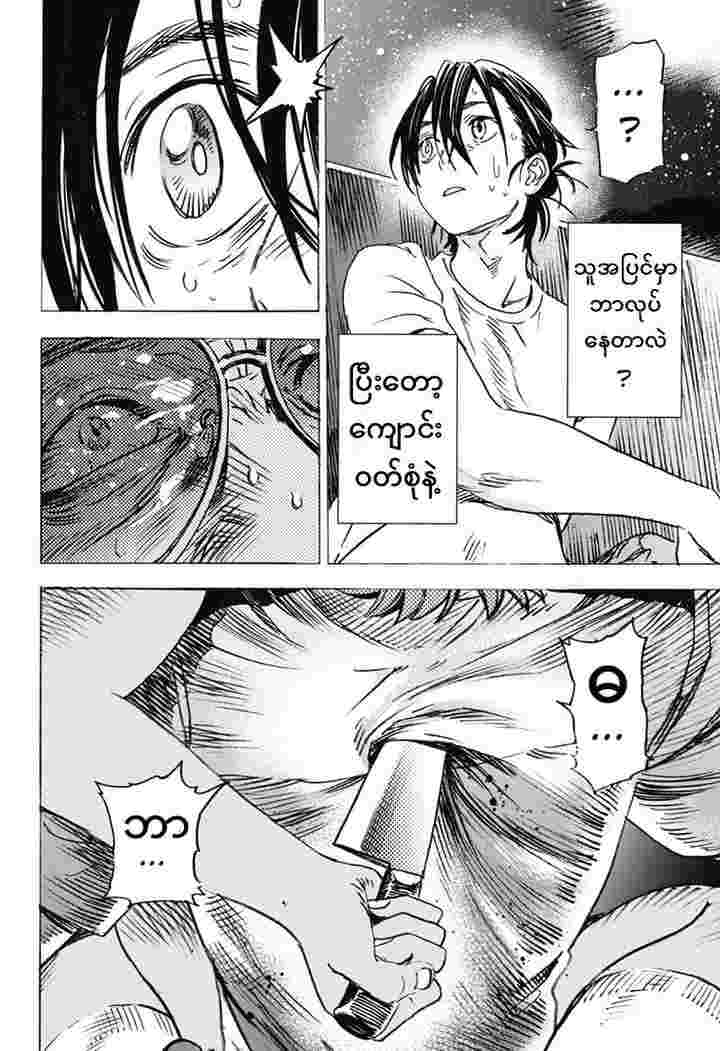 ...
?
သူအပြင်မှာ
ဘာလုပ်
နေတာလဲ
?
ပြီးတော့
ကျောင်း
ဝတ်စုံနဲ့
ဓ
...
ဘာ
...